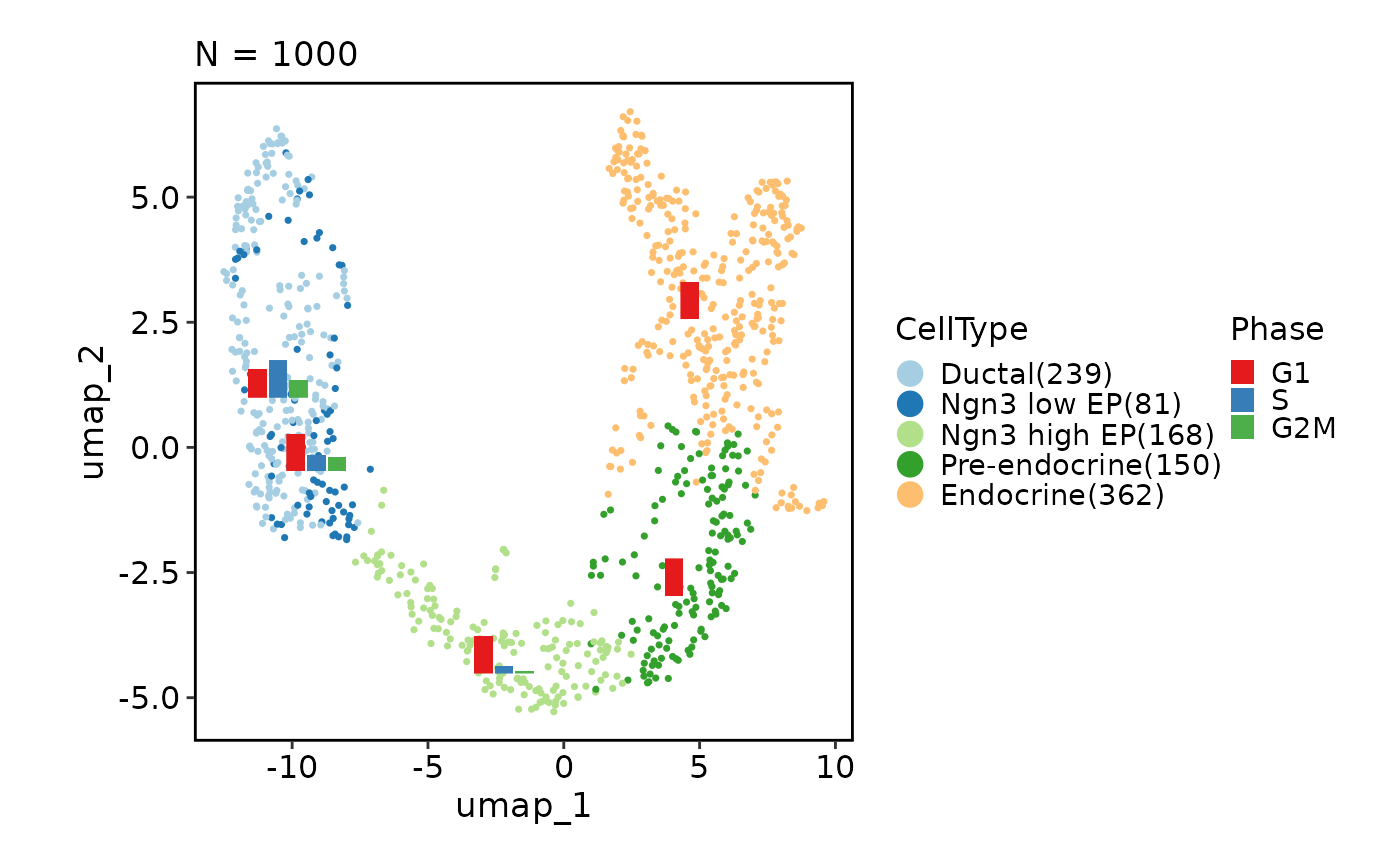 N = 1000
5.0
2.5
0.0
-2.5
-5.0
umap_2
-10
-5
0
5
10
umap_1
CellType
Ductal(239)
Ngn3 low EP(81)
Ngn3 high EP(168)
Pre-endocrine(150)
Endocrine(362)
Phase
G1
S
G2M